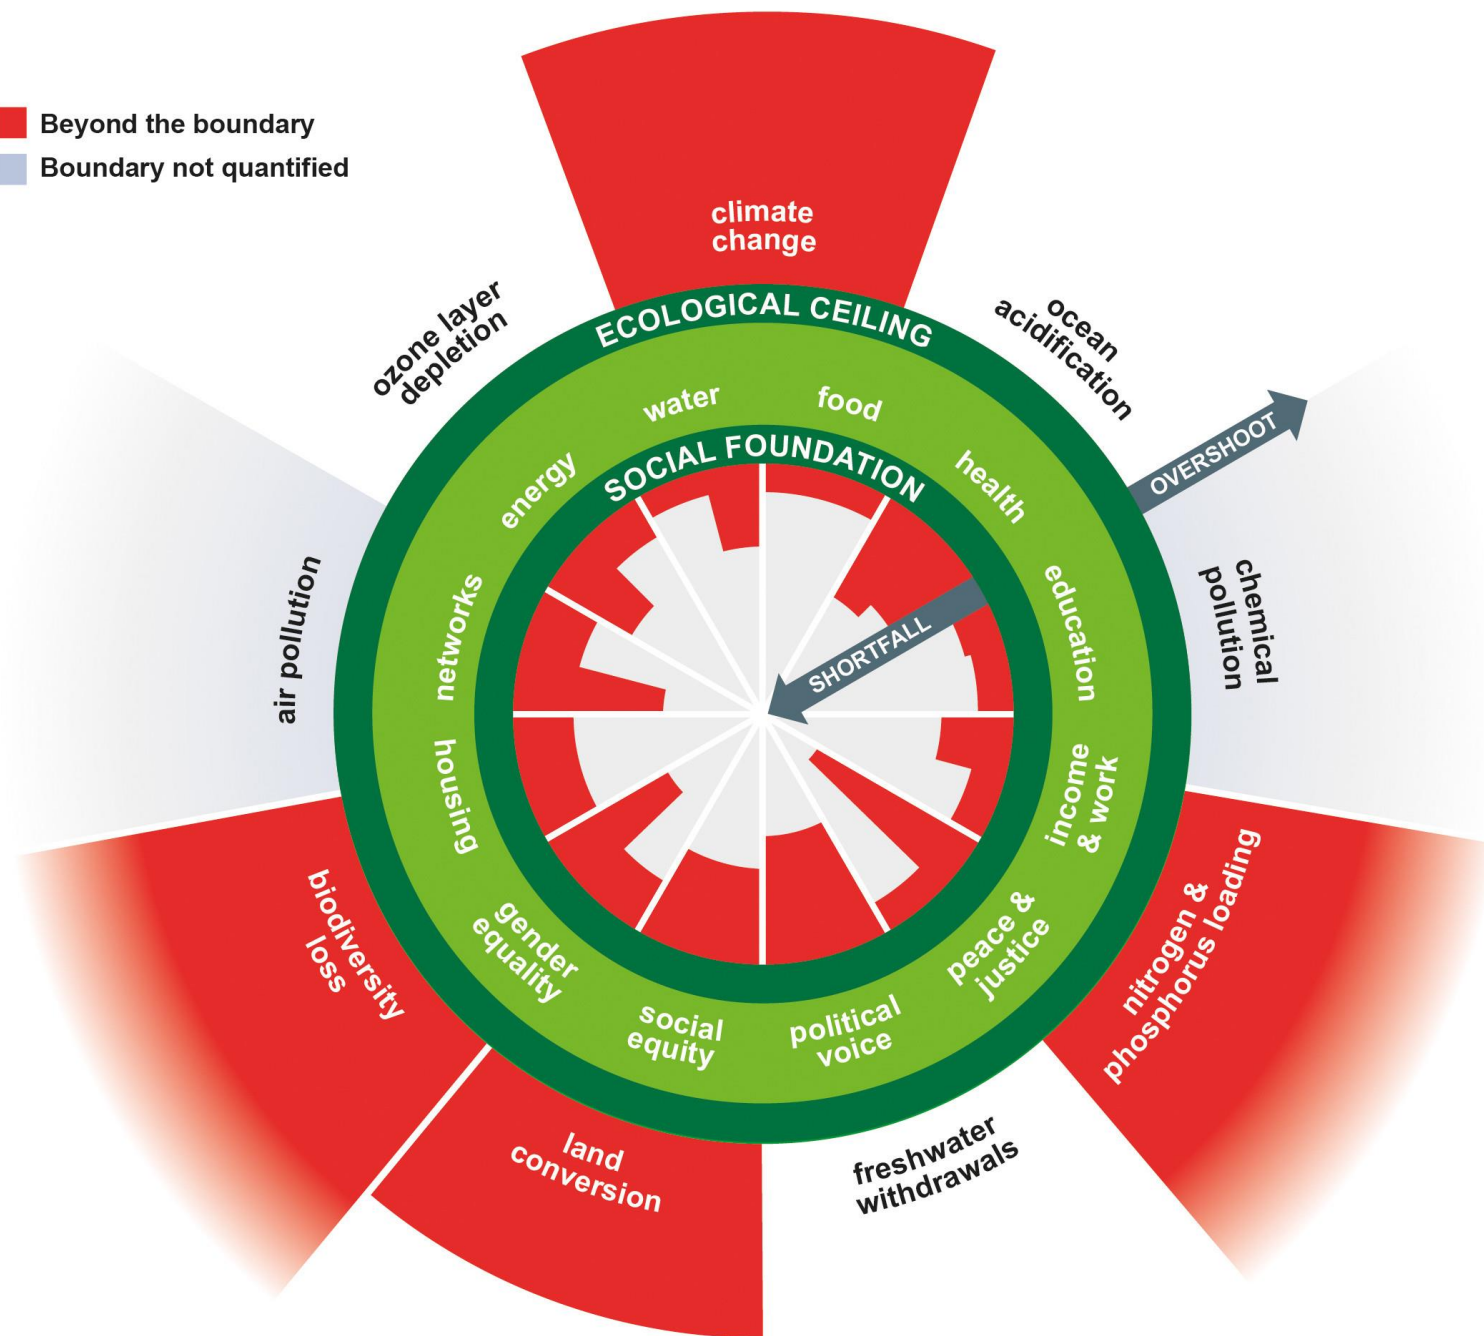 Beyond the boundary
Boundary not quantified
climate
change
ozone layer
depletion
ocean
acidification
ECOLOGICAL CEILING
OVERSHOOT
water
food
SOCIAL FOUNDATION
energy
health
air pollution
networks
education
chemical
pollution
SHORTFALL
housing
income
& work
biodiversity
loss
gender
equality
peace &
justice
nitrogen &
phosphorus loading
social
equity
political
voice
land
conversion
freshwater
withdrawals